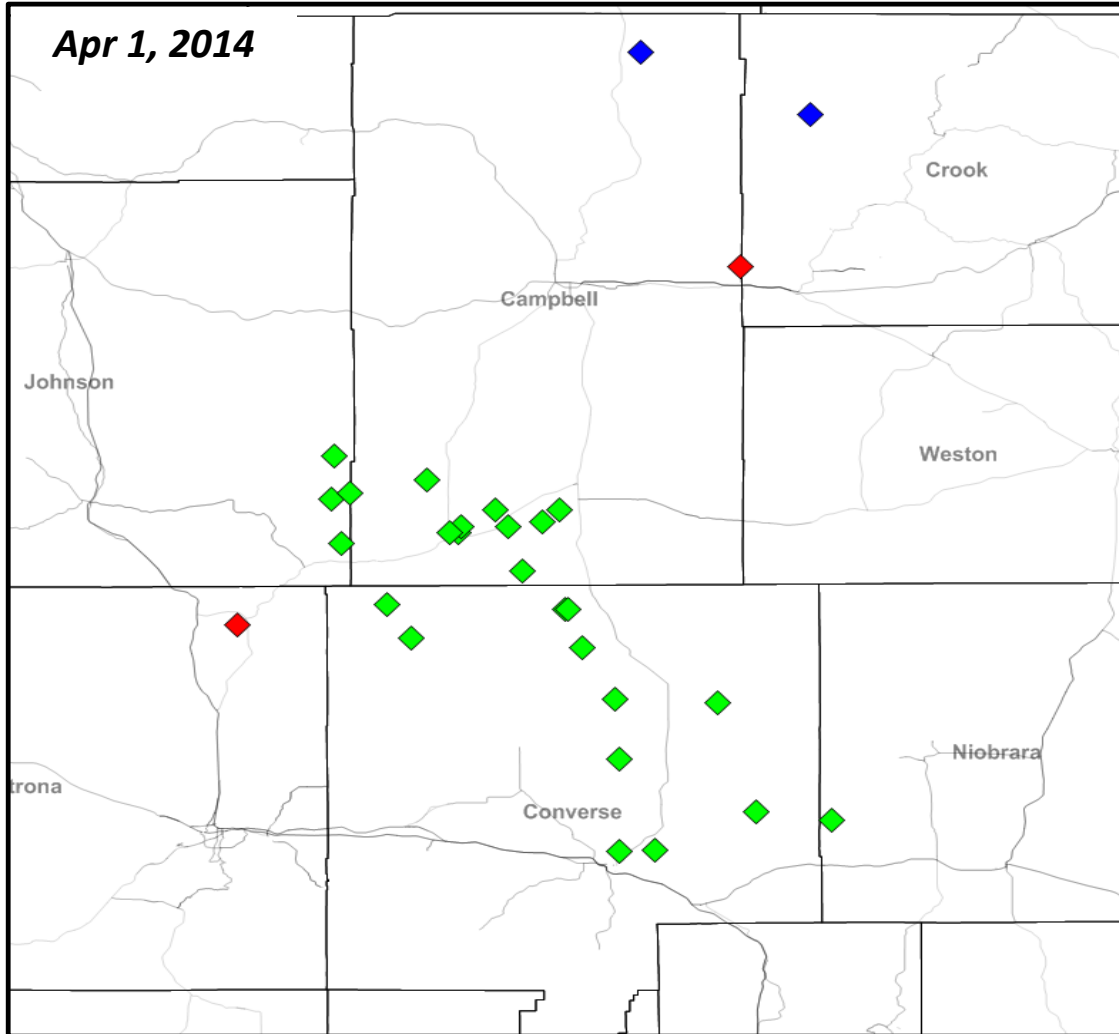 Apr 1, 2014
Crook
Campbell
Johnson
Weston
Niobrara
trona
Converse